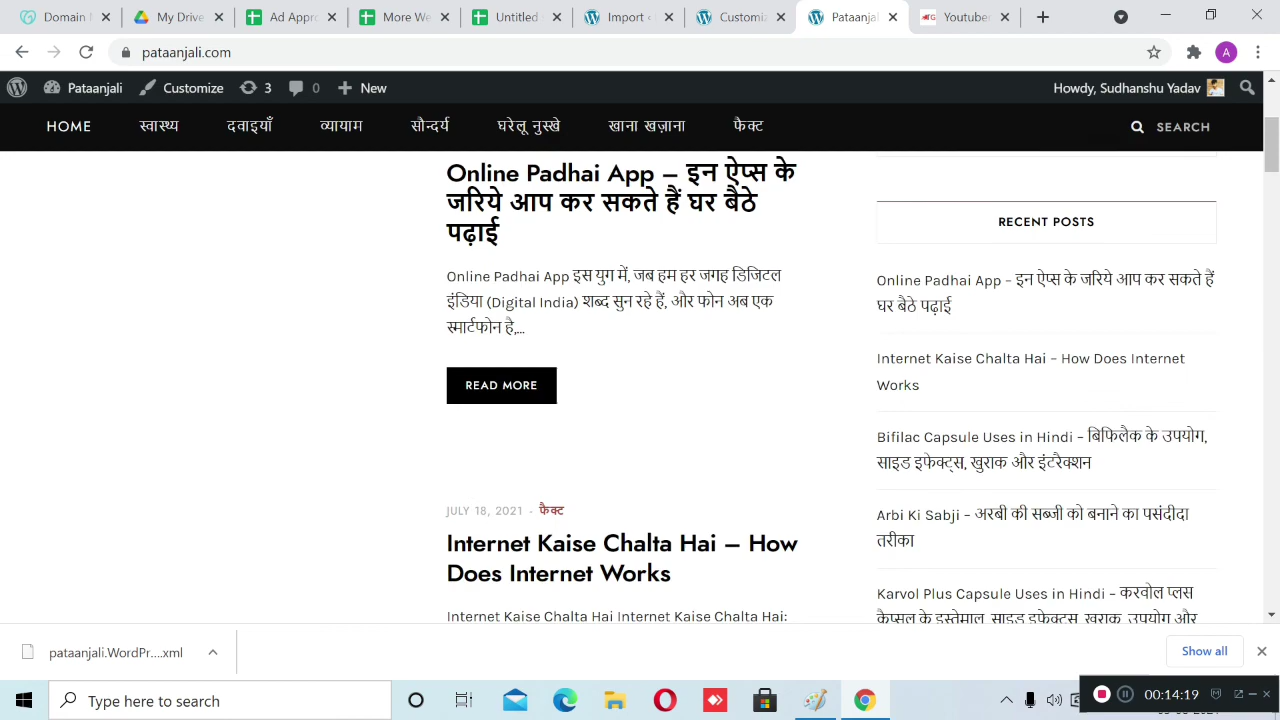 Domain X
My Drive
Ad Appro
More We
Untitled
Import
Customiz
Pataanjal
Youtuber
pataanjali.com
A
Pataanjali Customize 3 0 New Howdy, Sudhanshu Yadav
HOME स्वास्थ्य दवाइयाँ व्यायाम सौन्दर्य घरेलू नुस्खे खाना खज़ाना फैक्ट SEARCH
Online Padhai App – इन ऐप्स के
जरिये आप कर सकते हैं घर बैठे
पढ़ाई
Online Padhai App इस युग में, जब हम हर जगह डिजिटल
इंडिया (Digital India) शब्द सुन रहे हैं, और फोन अब एक
स्मार्टफोन है,...
READ MORE
JULY 18, 2021 - फैक्ट
Internet Kaise Chalta Hai – How
Does Internet Works
Internet Kaise Chalta Hai Internet Kaise Chalta Hai:
RECENT POSTS
Online Padhai App – इन ऐप्स के जरिये आप कर सकते हैं
घर बैठे पढ़ाई
Internet Kaise Chalta Hai – How Does Internet
Works
Bifilac Capsule Uses in Hindi – बिफिलैक के उपयोग,
साइड इफेक्ट्स, खुराक और इंटरैक्शन
Arbi Ki Sabji – अरबी की सब्जी को बनाने का पसंदीदा
तरीका
Karvol Plus Capsule Uses in Hindi – करवोल प्लस
कैप्सूल के इस्तेमाल, साइड इफेक्ट्स, खुराक, उपयोग और
pataanjali.WordPr....xml
Show all
Type here to search
00:14:19